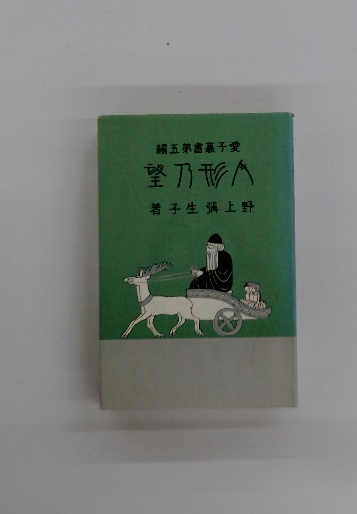 愛子叢書第五編
人形乃望
野上彌生子著